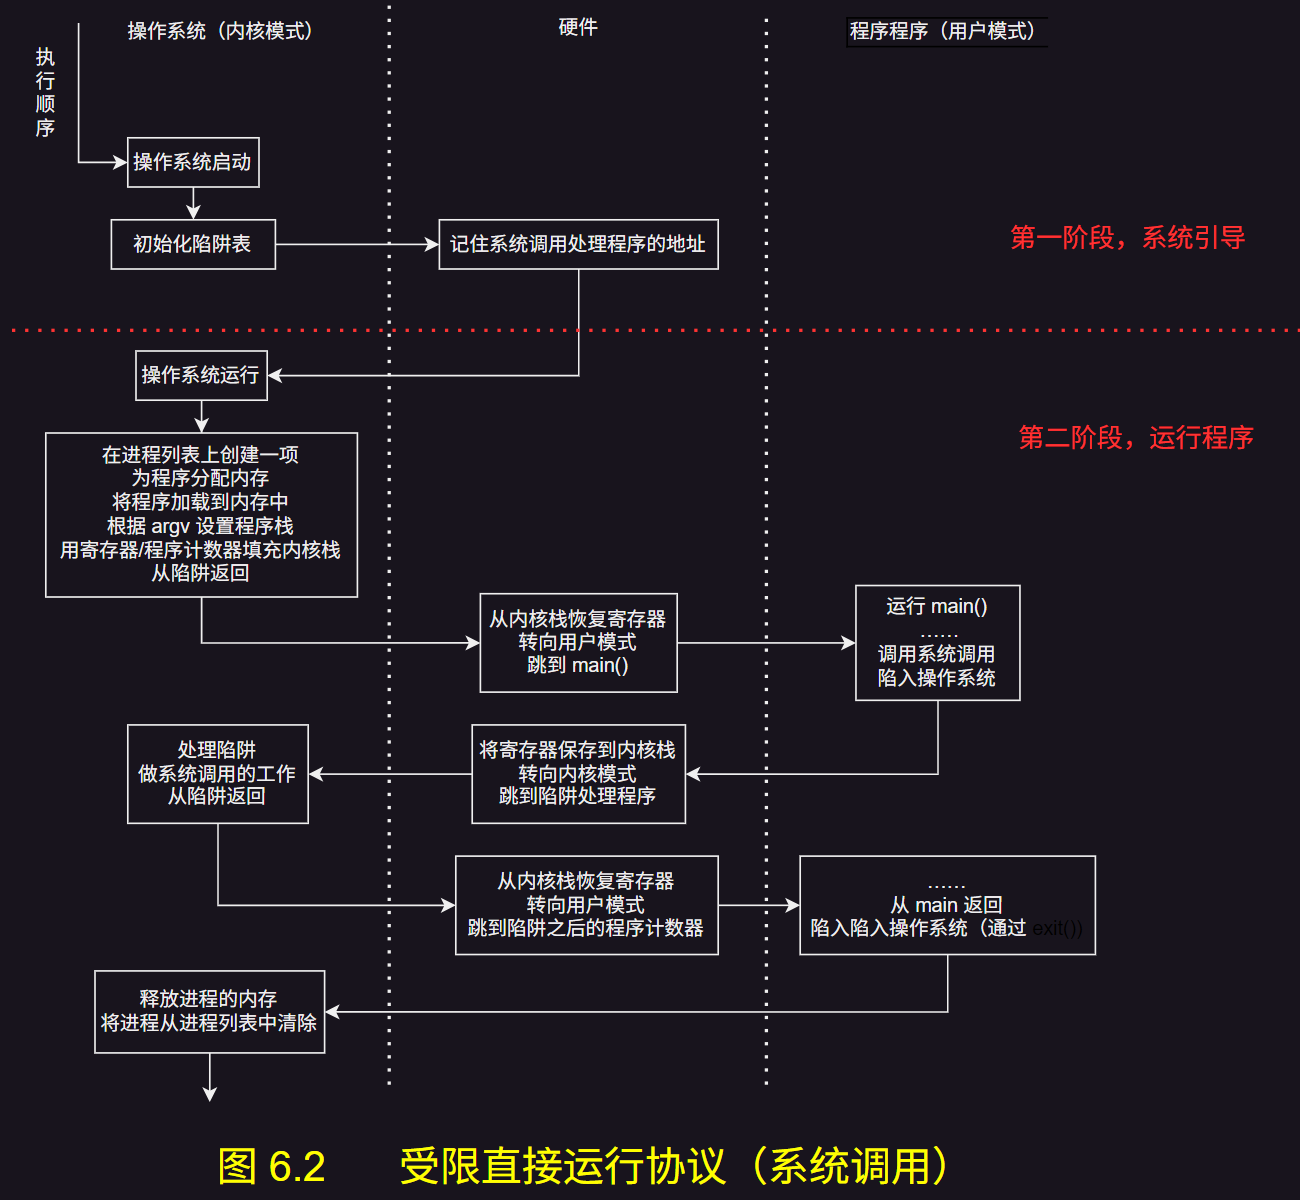 操作系统（内核模式）
硬件
程序程序（用户模式）
执
行
顺
序
操作系统启动
初始化陷阱表
记住系统调用处理程序的地址
第一阶段，系统引导
操作系统运行
第二阶段，运行程序
在进程列表上创建一项
为程序分配内存
将程序加载到内存中
根据 argv 设置程序栈
用寄存器/程序计数器填充内核栈
从陷阱返回
从内核栈恢复寄存器
转向用户模式
跳到 main()
运行 main()
……
调用系统调用
陷入操作系统
将寄存器保存到内核栈
转向内核模式
跳到陷阱处理程序
处理陷阱
做系统调用的工作
从陷阱返回
从内核栈恢复寄存器
转向用户模式
跳到陷阱之后的程序计数器
……
从 main 返回
陷入陷入操作系统（通过 exit())
释放进程的内存
将进程从进程列表中清除
图 6.2 受限直接运行协议（系统调用）